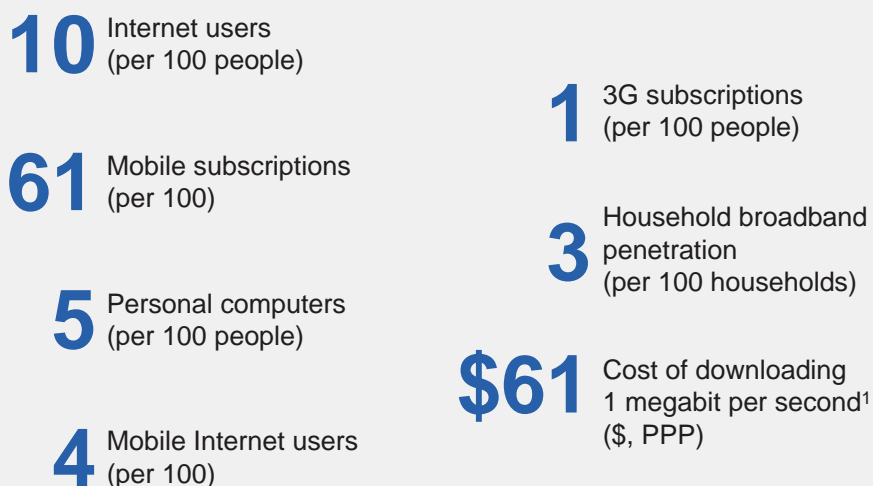 10 Internet users
(per 100 people)
61 Mobile subscriptions
(per 100)
5 Personal computers
(per 100 people)
4 Mobile Internet users
(per 100)
1 3G subscriptions
(per 100 people)
3 Household broadband
penetration
(per 100 households)
$61 Cost of downloading
1 megabit per second¹
($, PPP)